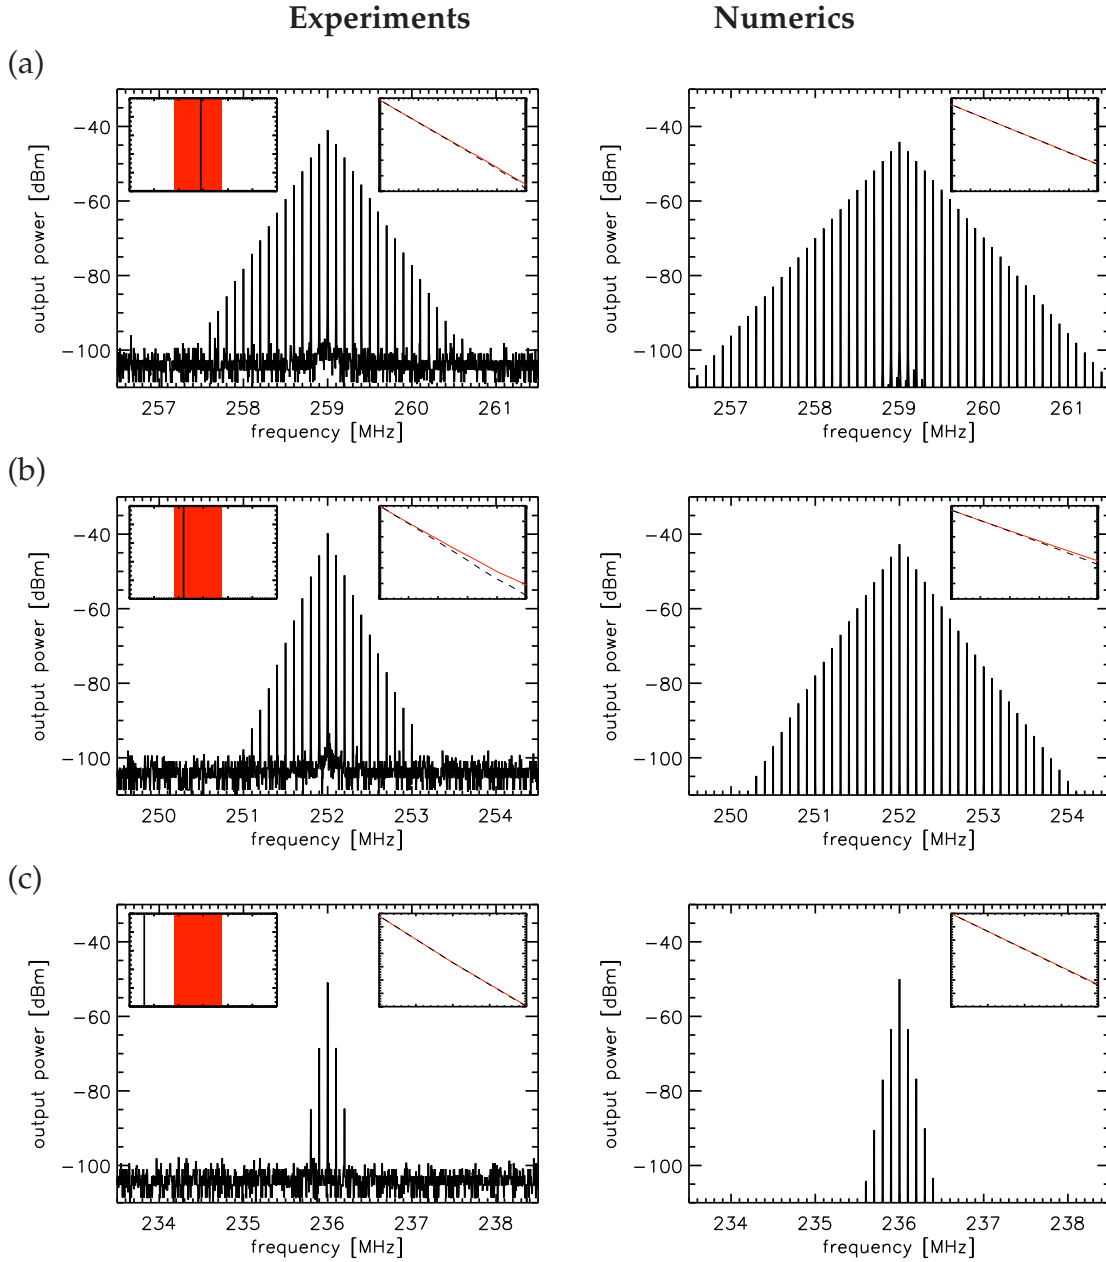 Experiments Numerics
(a)
output power [dBm]
−40
−60
−80
−100
257 258 259 260 261
frequency [MHz]
output power [dBm]
−40
−60
−80
−100
257 258 259 260 261
frequency [MHz]
(b)
output power [dBm]
−40
−60
−80
−100
250 251 252 253 254
frequency [MHz]
output power [dBm]
−40
−60
−80
−100
250 251 252 253 254
frequency [MHz]
(c)
output power [dBm]
−40
−60
−80
−100
234 235 236 237 238
frequency [MHz]
output power [dBm]
−40
−60
−80
−100
234 235 236 237 238
frequency [MHz]